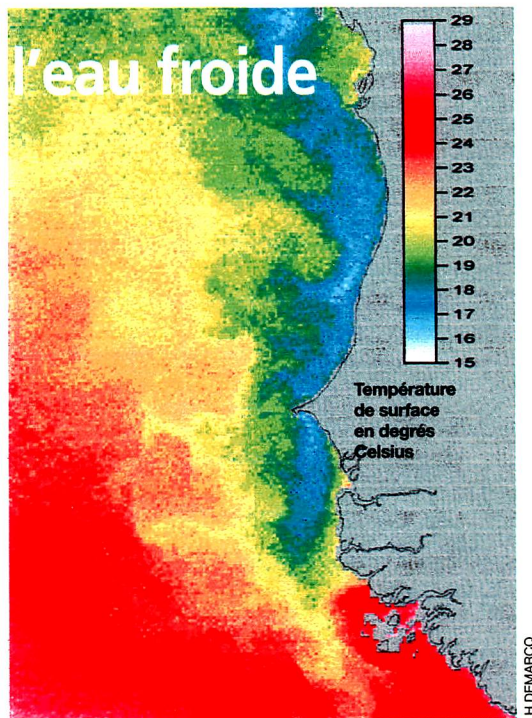 l'eau froide
29
28
27
26
25
24
23
22
21
20
19
18
17
16
15
Température
de surface
en degrés
Celsius
H.DEMARCQ